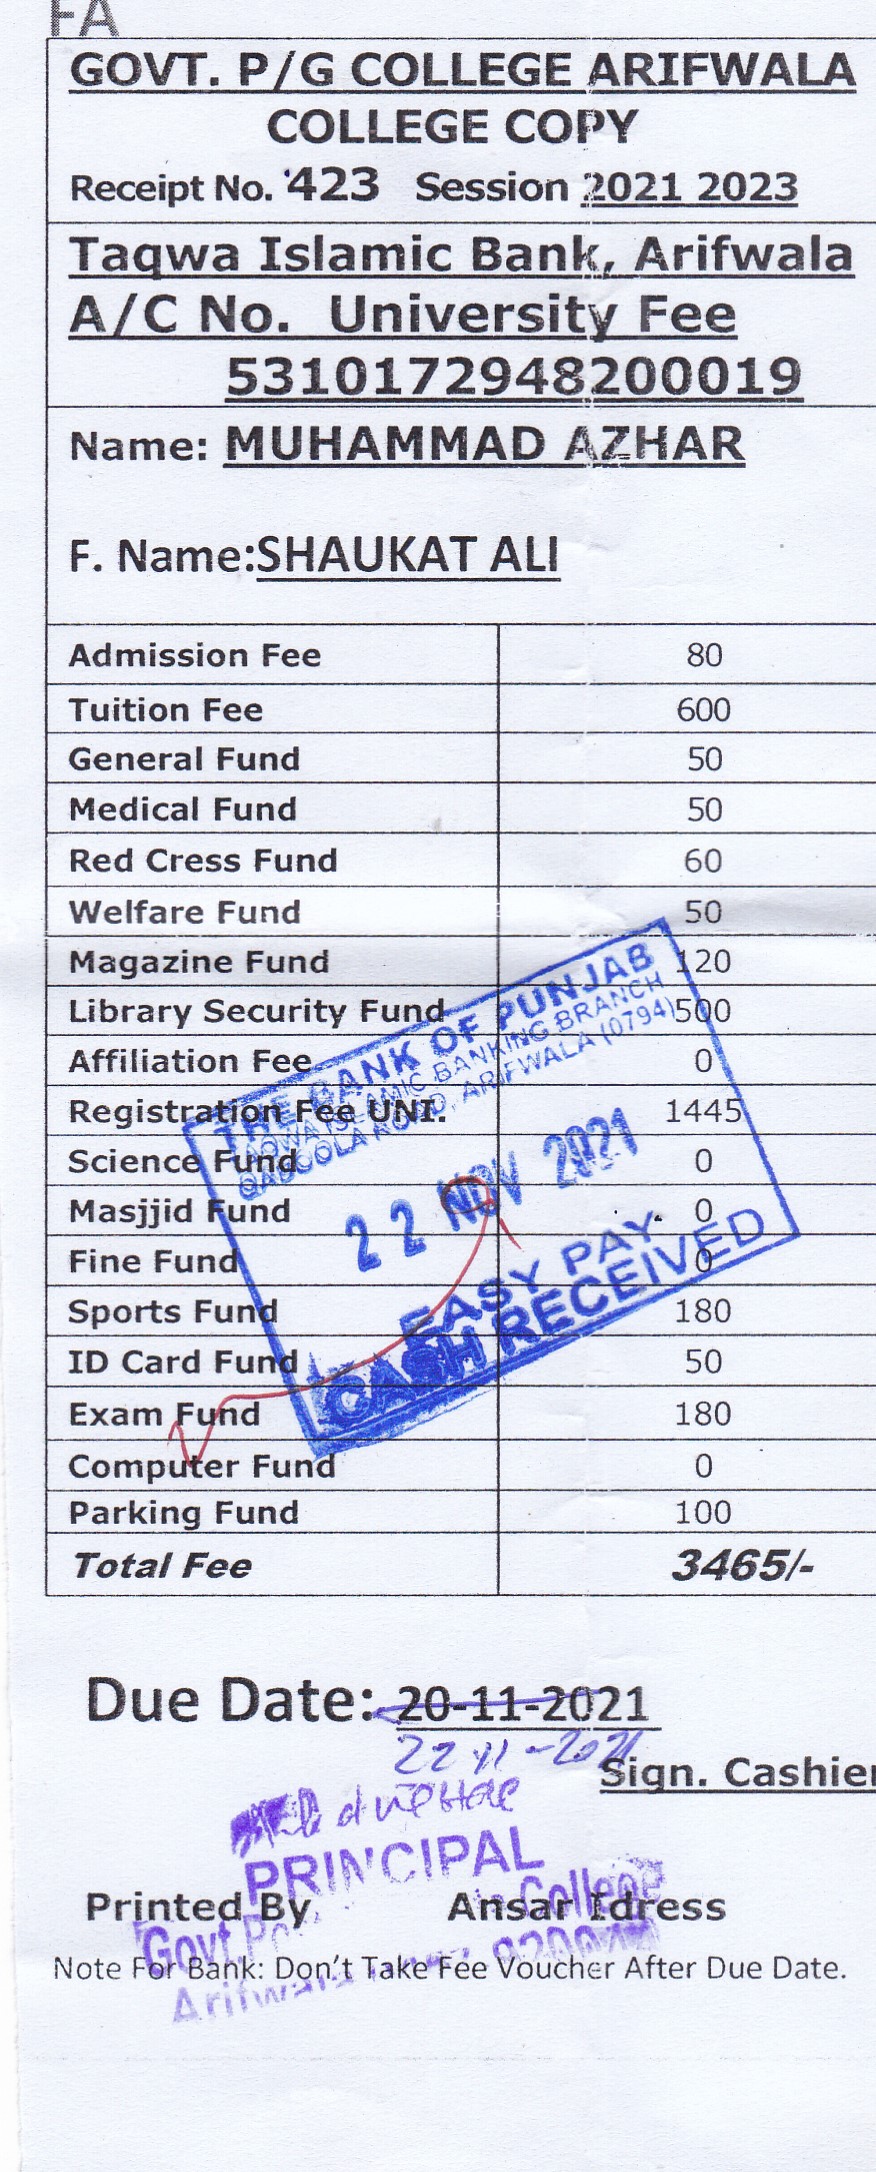 FA
GOVT. P/G COLLEGE ARIFWALA
COLLEGE COPY
Receipt No. 423 Session 2021 2023
Taqwa Islamic Bank, Arifwala
A/C No. University Fee
5310172948200019
Name: MUHAMMAD AZHAR
F. Name:SHAUKAT ALI
Admission Fee 80
Tuition Fee 600
General Fund 50
Medical Fund 50
Red Cress Fund 60
Welfare Fund 50
Magazine Fund 120
Library Security Fund 500
Affiliation Fee 0
Registration Fee UNI. 1445
Science Fund 0
Masjjid Fund 0
Fine Fund 0
Sports Fund 180
ID Card Fund 50
Exam Fund 180
Computer Fund 0
Parking Fund 100
Total Fee 3465/-
THE BANK OF PUNJAB
TAQWA ISLAMIC BANKING BRANCH
QABOOLA ROAD, ARIFWALA (0794)
22 NOV 2021
EASY PAY
CASH RECEIVED
Due Date: 20-11-2021
22 11-2021
Sign. Cashier
PRINCIPAL
Printed By Ansar Idress
Govt. College
Note For Bank: Don't Take Fee Voucher After Due Date.
Arifwala